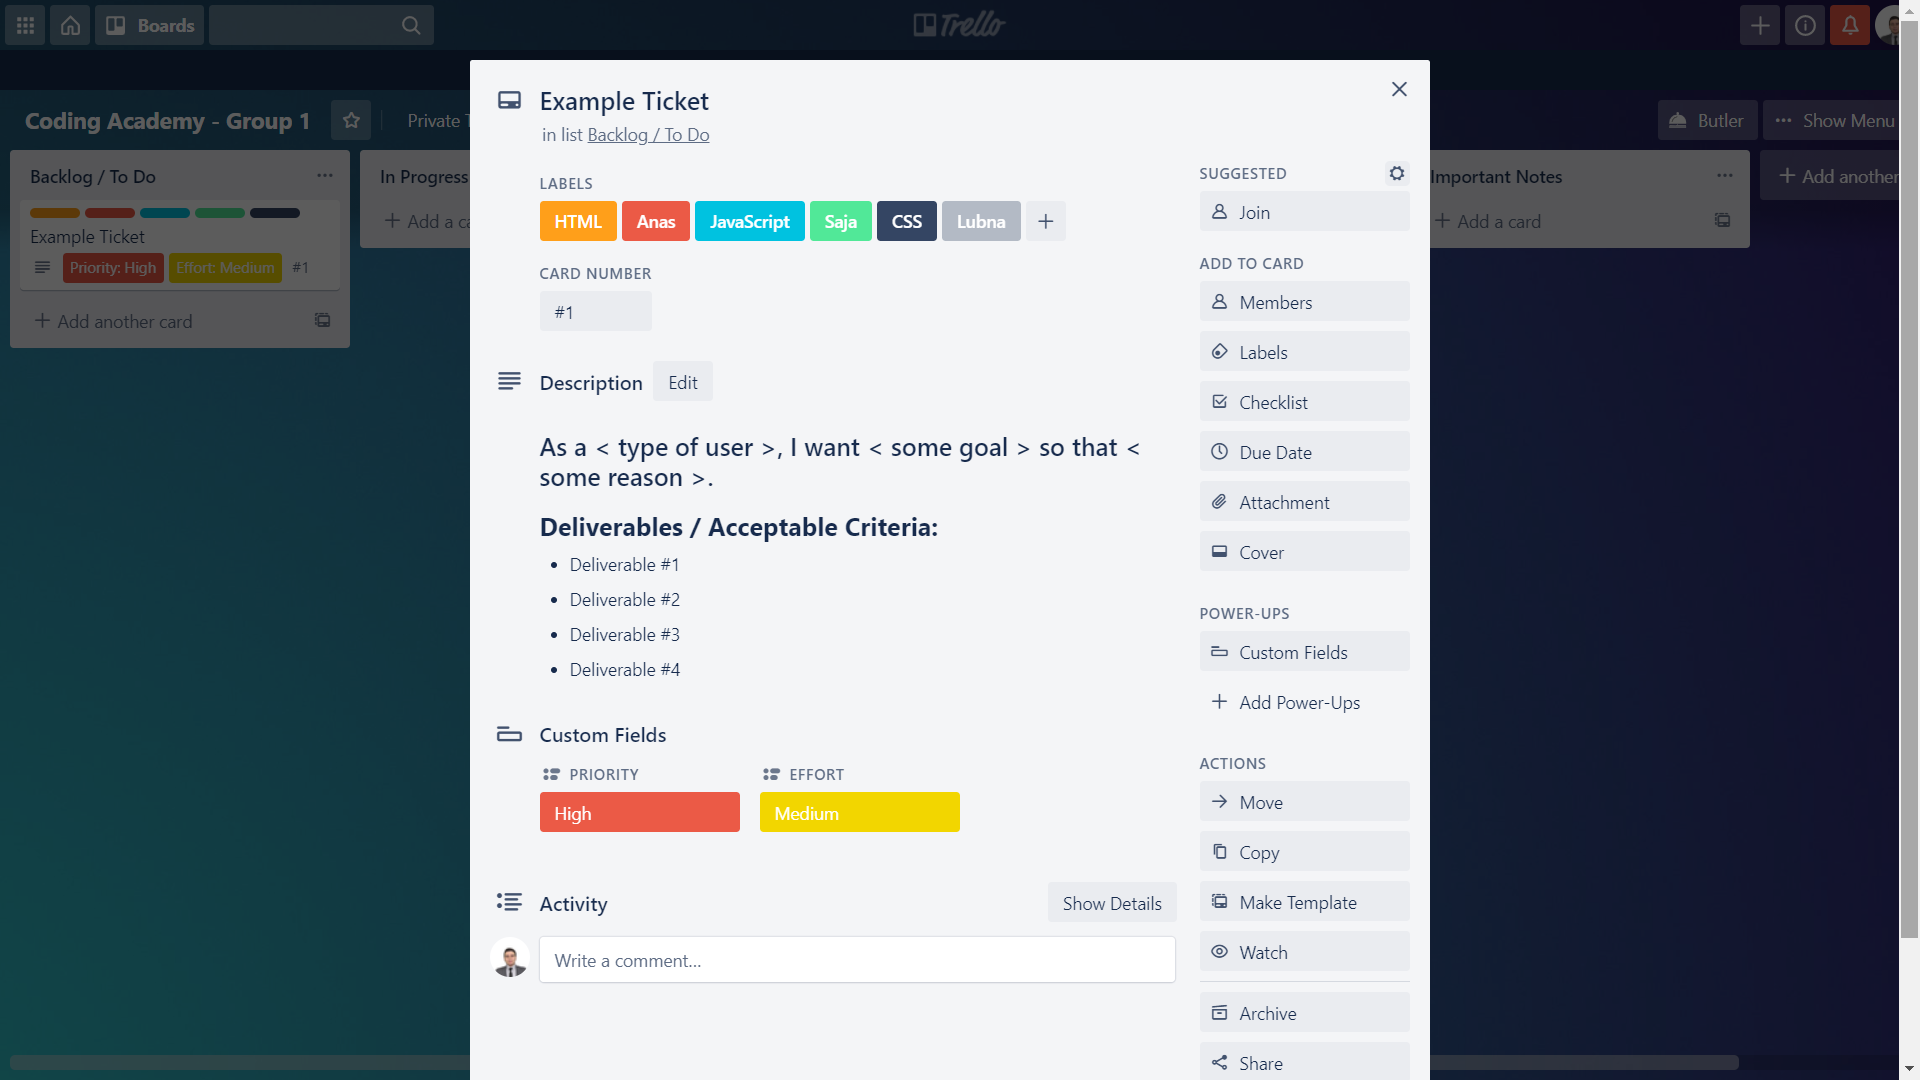 Boards
Trello
Coding Academy - Group 1
Private
Butler
Show Menu
Backlog / To Do
Example Ticket
Priority: High
Effort: Medium
#1
Add another card
In Progress
Add a
Example Ticket
in list Backlog / To Do
LABELS
HTML
Anas
JavaScript
Saja
CSS
Lubna
CARD NUMBER
#1
Description
Edit
As a < type of user >, I want < some goal > so that <
some reason >.
Deliverables / Acceptable Criteria:
Deliverable #1
Deliverable #2
Deliverable #3
Deliverable #4
Custom Fields
PRIORITY
EFFORT
High
Medium
Activity
Show Details
Write a comment...
SUGGESTED
Join
ADD TO CARD
Members
Labels
Checklist
Due Date
Attachment
Cover
POWER-UPS
Custom Fields
Add Power-Ups
ACTIONS
Move
Copy
Make Template
Watch
Archive
Share
Important Notes
Add a card
Add another